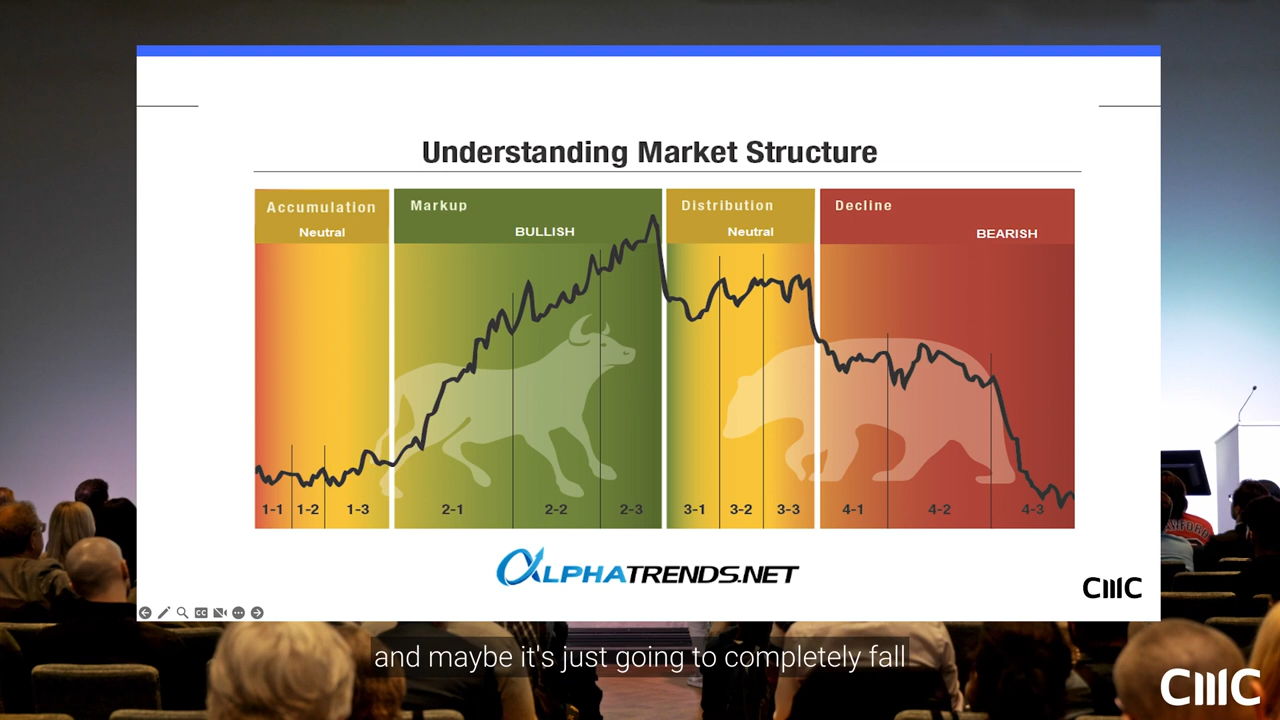 Understanding Market Structure
Accumulation
Neutral
Markup
BULLISH
Distribution
Neutral
Decline
BEARISH
1-1 1-2 1-3 2-1 2-2 2-3 3-1 3-2 3-3 4-1 4-2 4-3
ALPHATRENDS.NET
CMC
CC
and maybe it's just going to completely fall
CMC